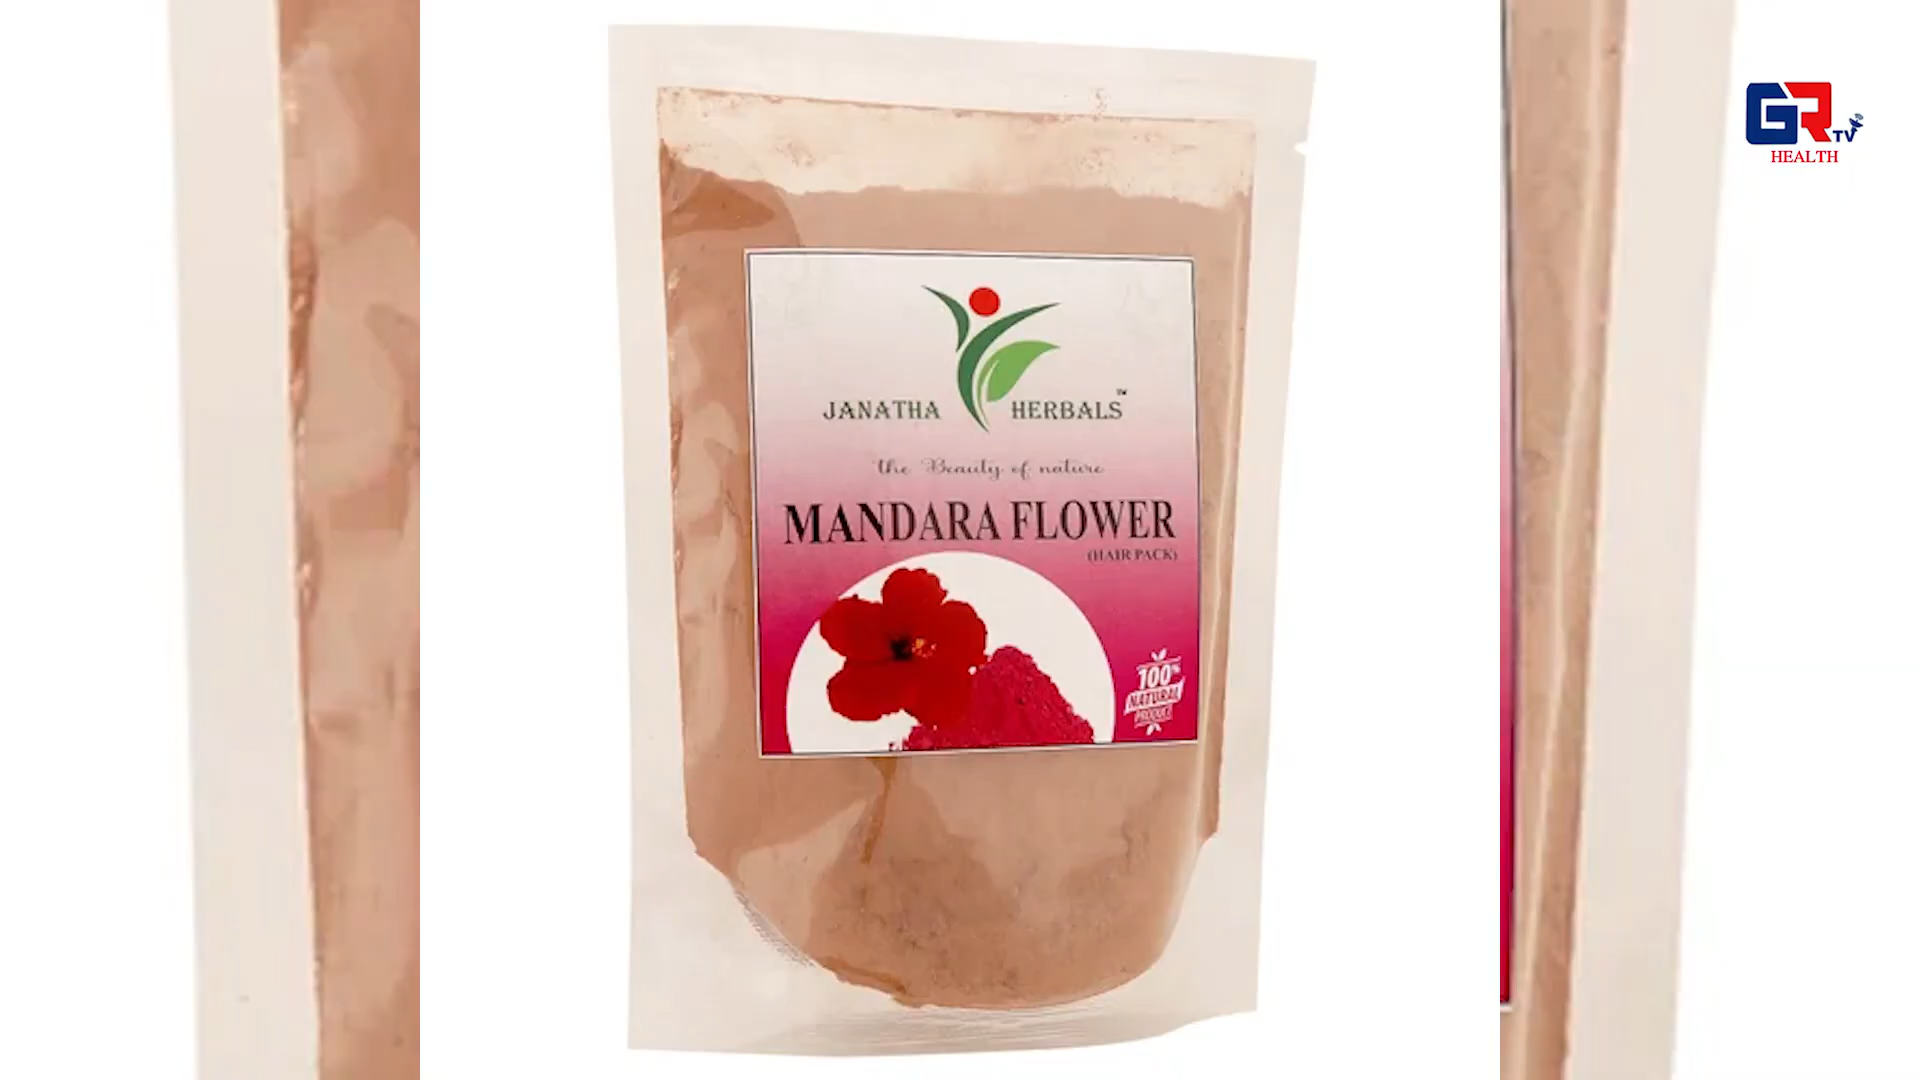 GR TV
HEALTH
JANATHA HERBALS™
the Beauty of nature
MANDARA FLOWER
(HAIR PACK)
100%
NATURAL
PRODUCT